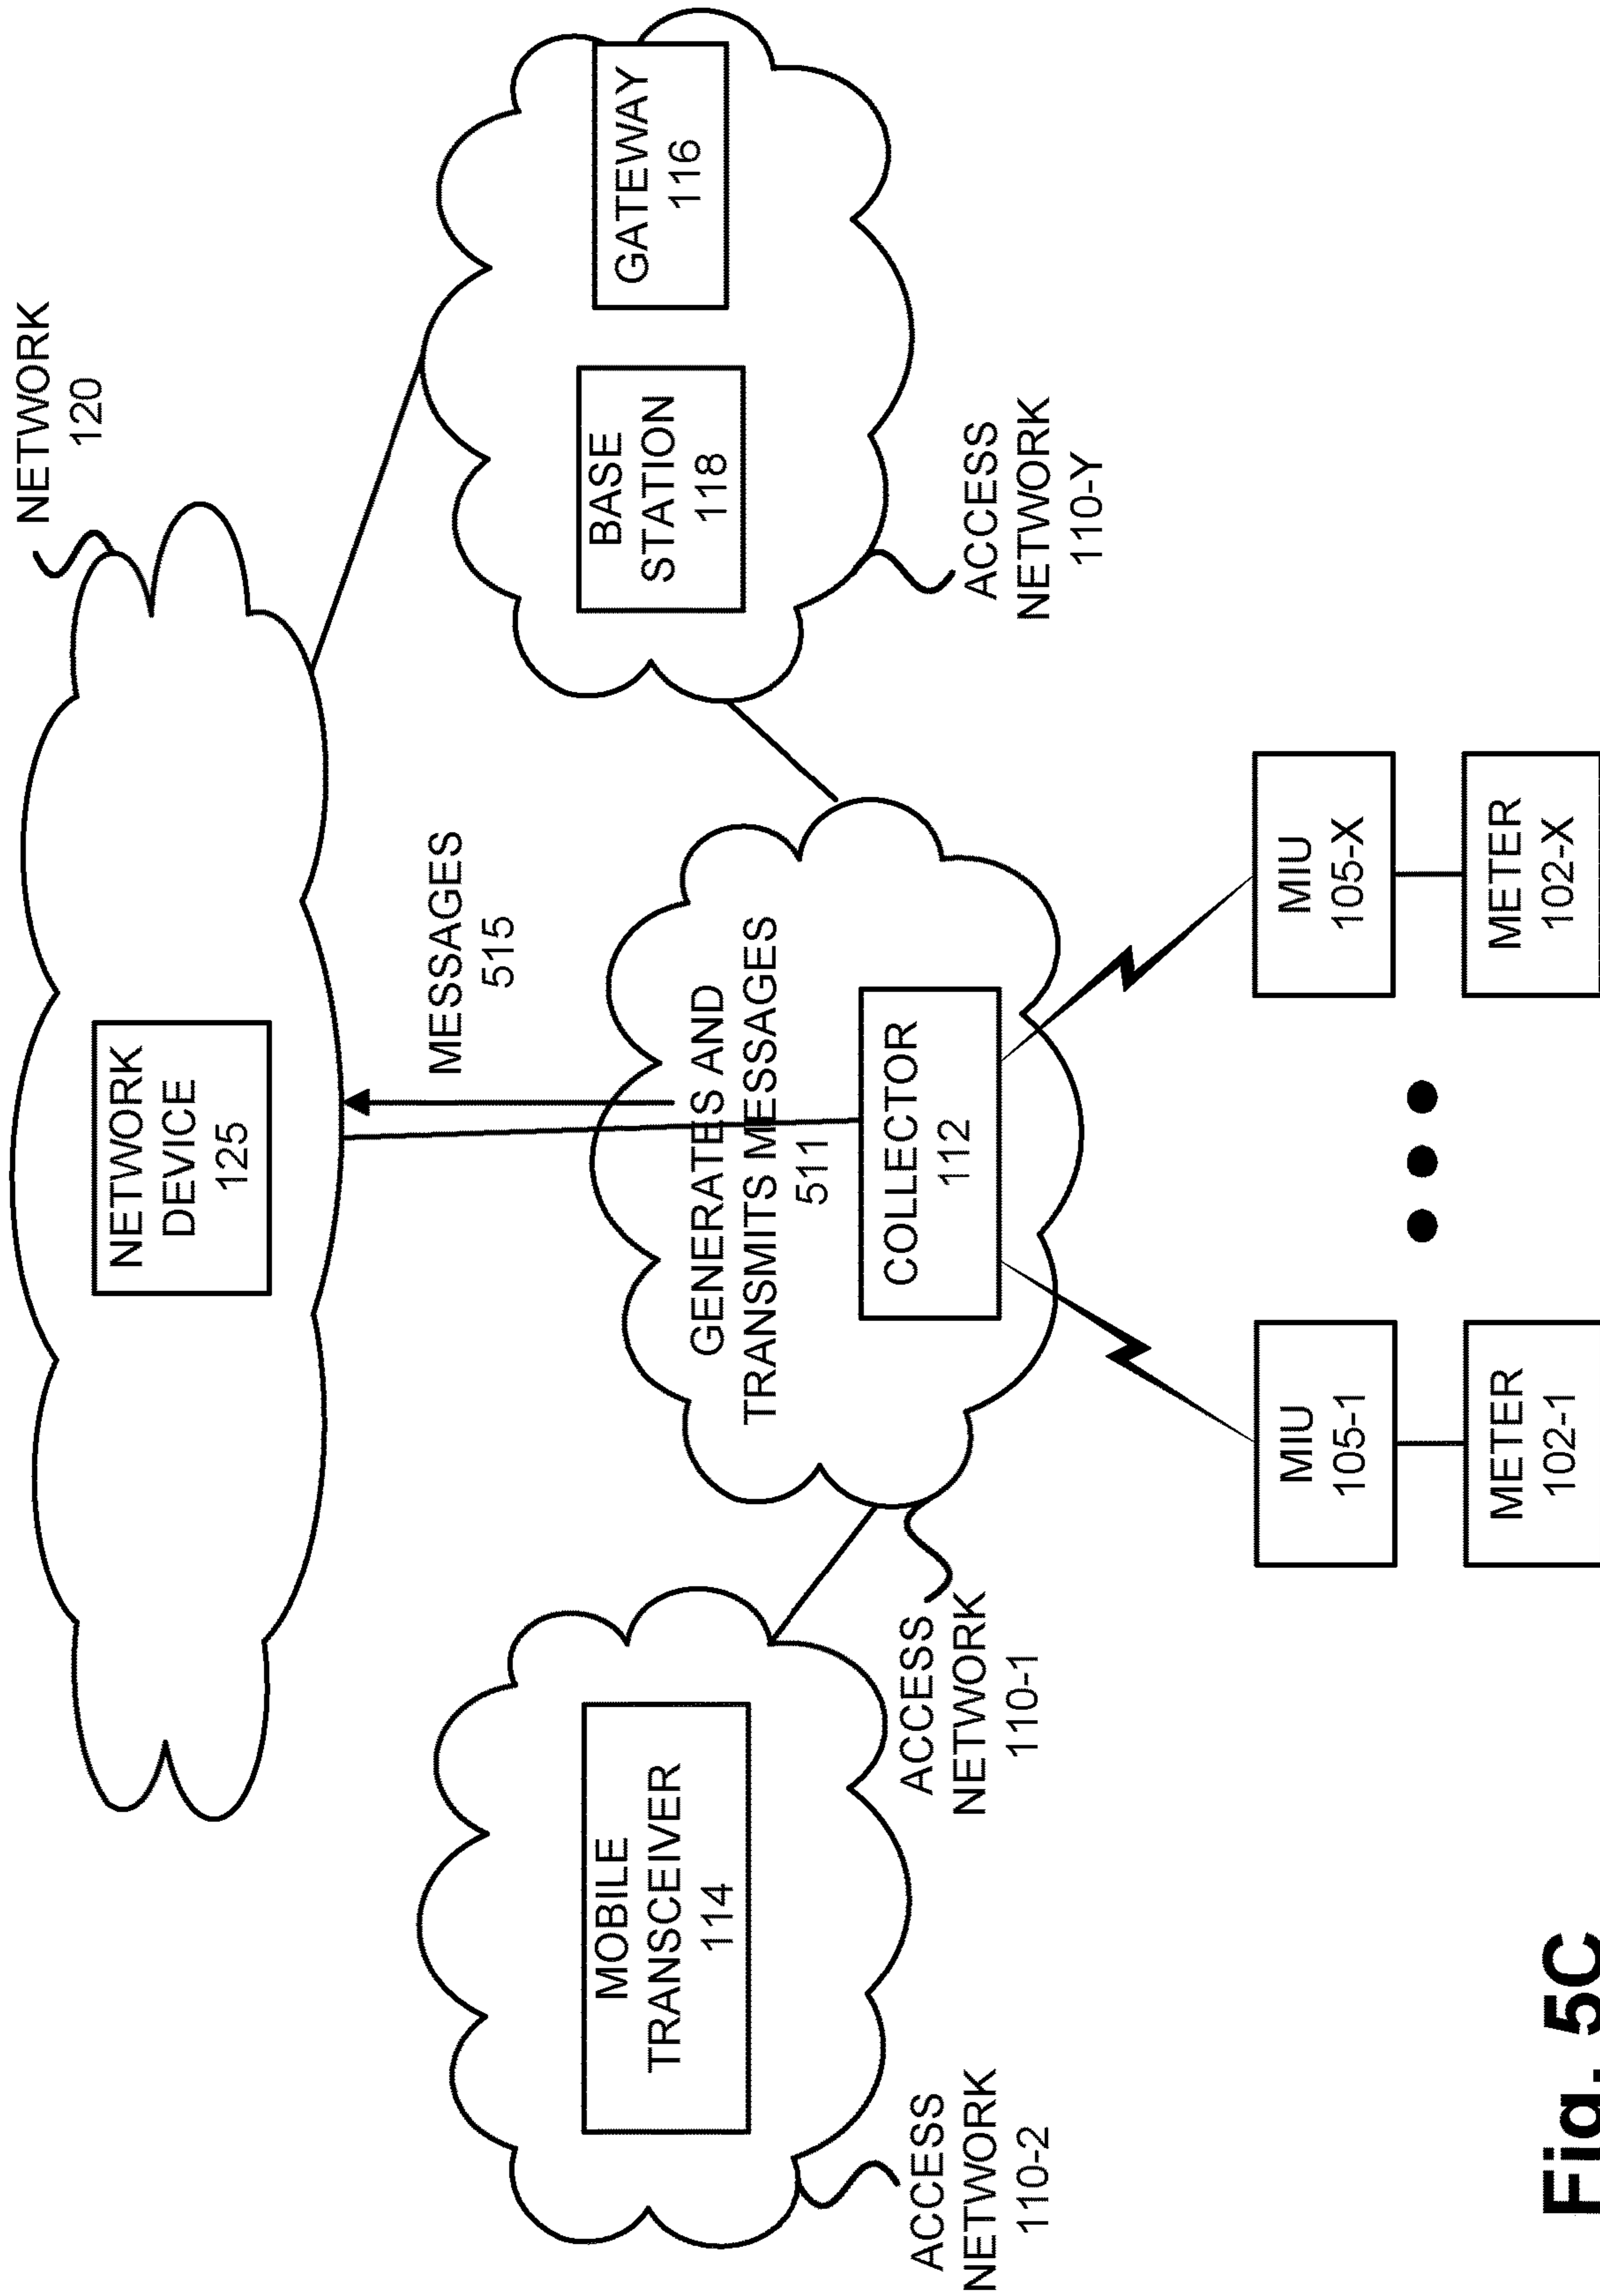 NETWORK
120
NETWORK
DEVICE
125
MESSAGES
515
MOBILE
TRANSCEIVER
114
ACCESS
NETWORK
110-2
GENERATES AND
TRANSMITS MESSAGES
511
COLLECTOR
112
ACCESS
NETWORK
110-1
BASE
STATION
118
GATEWAY
116
ACCESS
NETWORK
110-Y
MIU
105-1
METER
102-1
MIU
105-X
METER
102-X
Fig. 5C